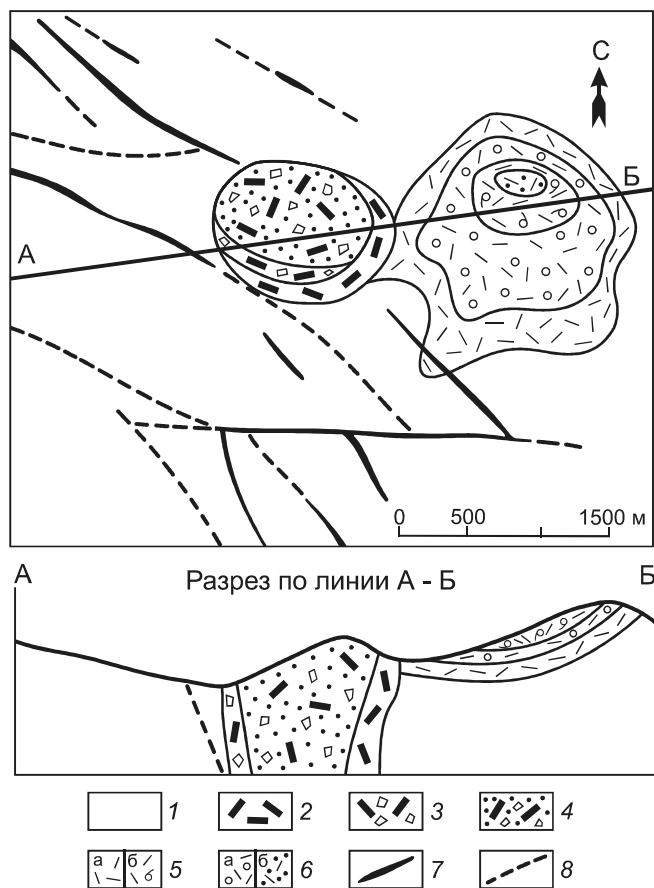 С
Б
А
0 500 1500 м
А Разрез по линии А - Б Б
1 2 3 4
а б 5 а б 6 7 8